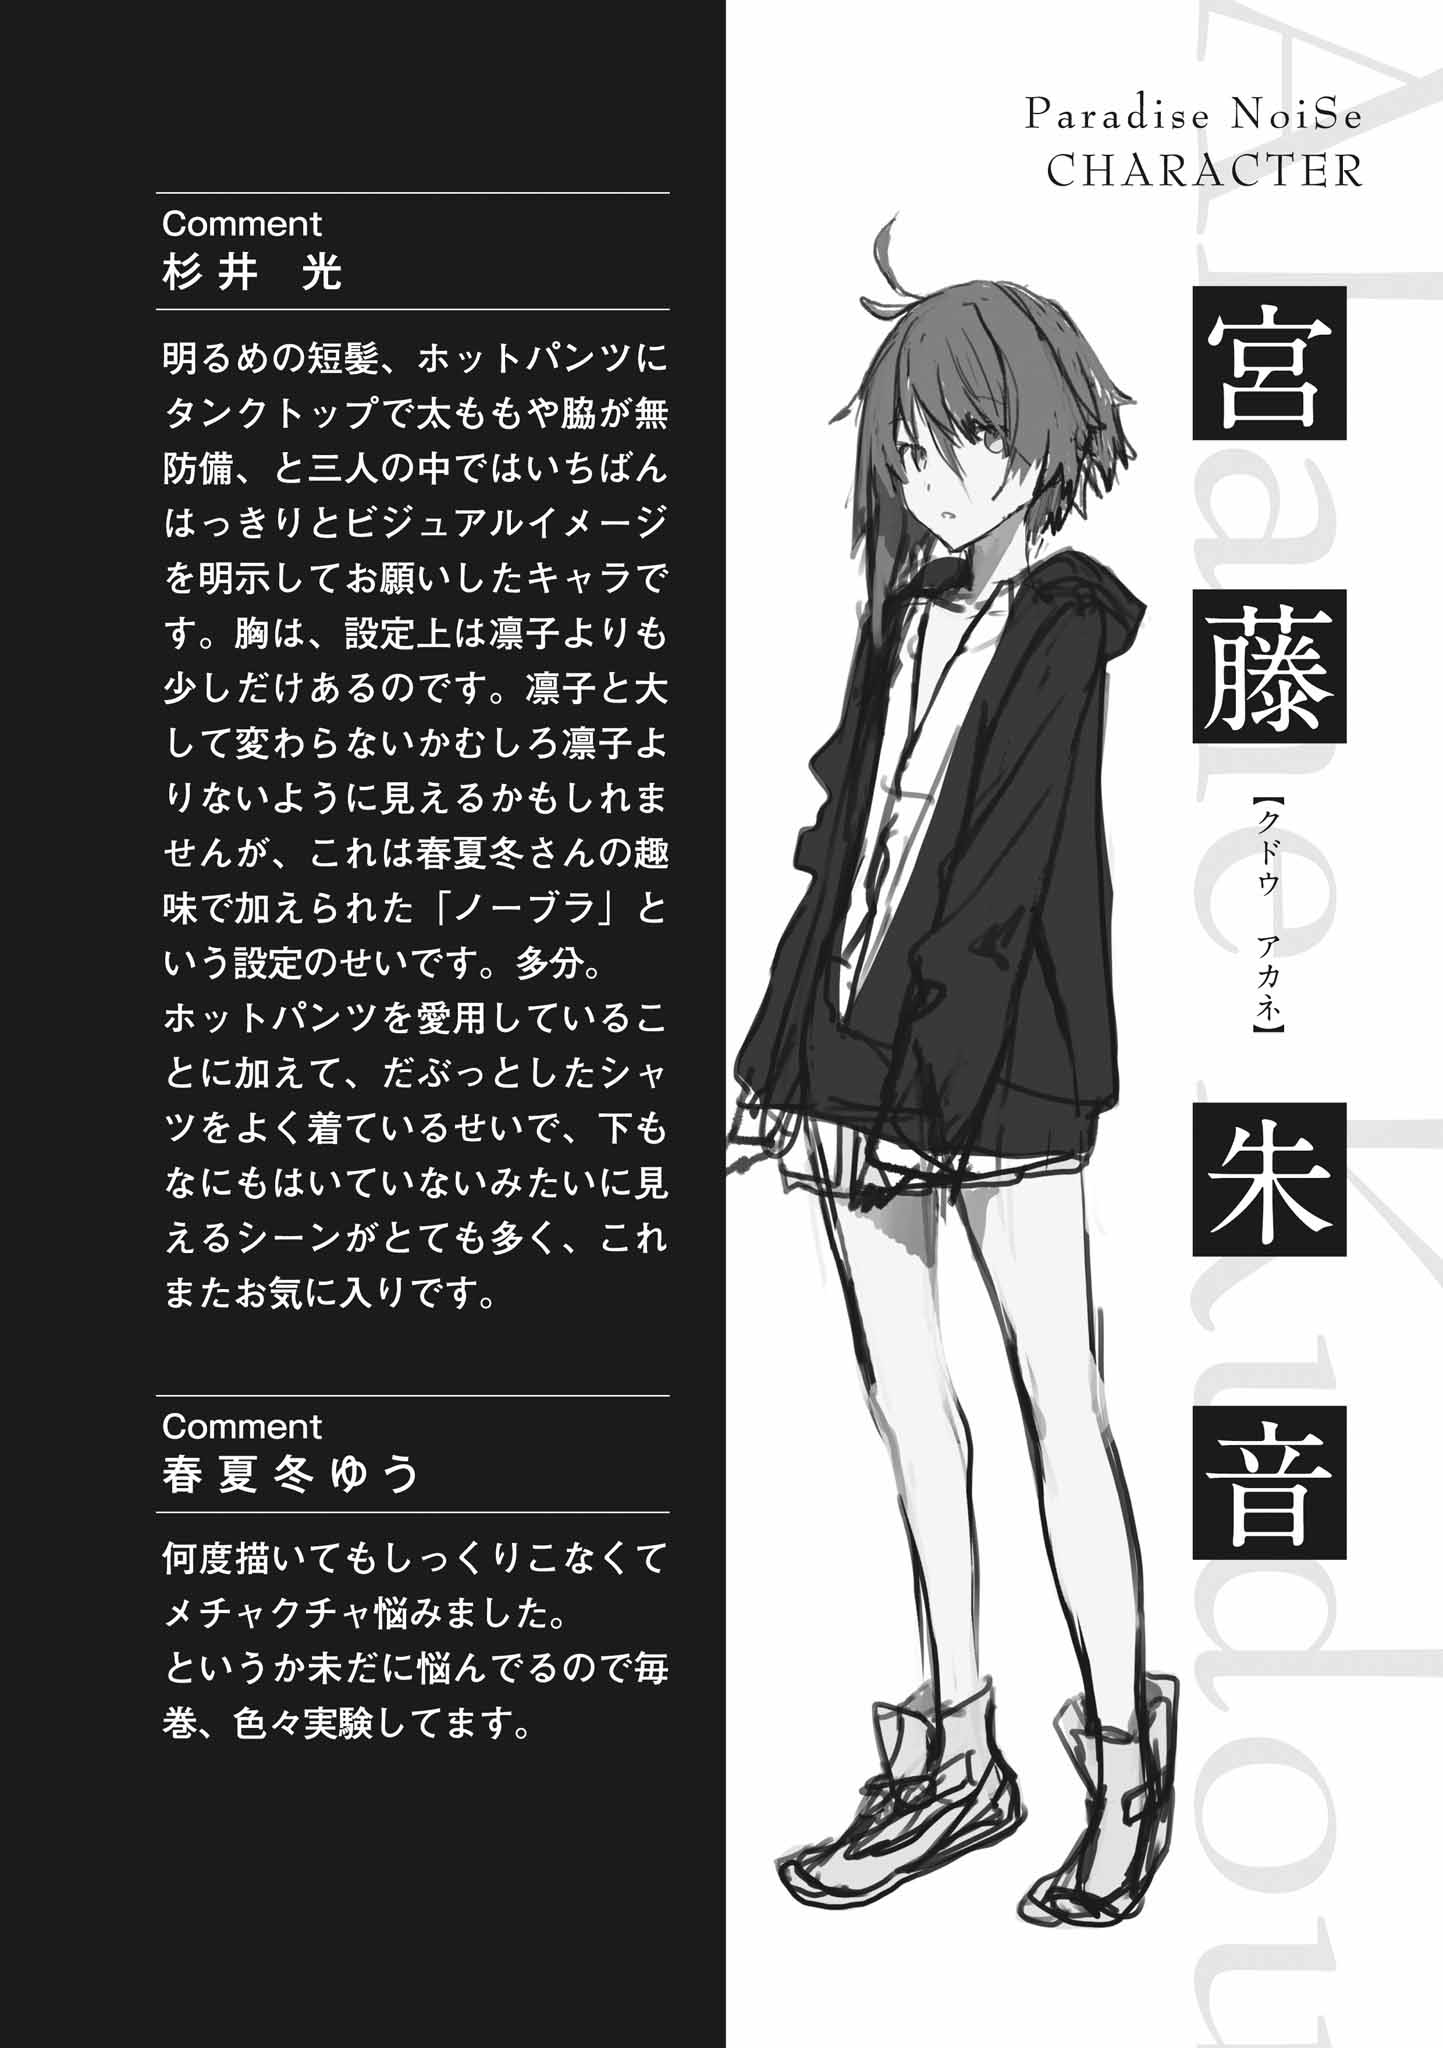 Paradise NoiSe
CHARACTER
宮藤
【クドウ アカネ】
朱音
Akane Kudou
Comment
杉井 光
明るめの短髪、ホットパンツに
タンクトップで太ももや脇が無
防備、と三人の中ではいちばん
はっきりとビジュアルイメージ
を明示してお願いしたキャラで
す。胸は、設定上は凛子よりも
少しだけあるのです。凛子と大
して変わらないかむしろ凛子よ
りないように見えるかもしれま
せんが、これは春夏冬さんの趣
味で加えられた「ノーブラ」と
いう設定のせいです。多分。
ホットパンツを愛用しているこ
とに加えて、だぶっとしたシャ
ツをよく着ているせいで、下も
なにもはいていないみたいに見
えるシーンがとても多く、これ
またお気に入りです。
Comment
春夏冬ゆう
何度描いてもしっくりこなくて
メチャクチャ悩みました。
というか未だに悩んでるので毎
巻、色々実験してます。